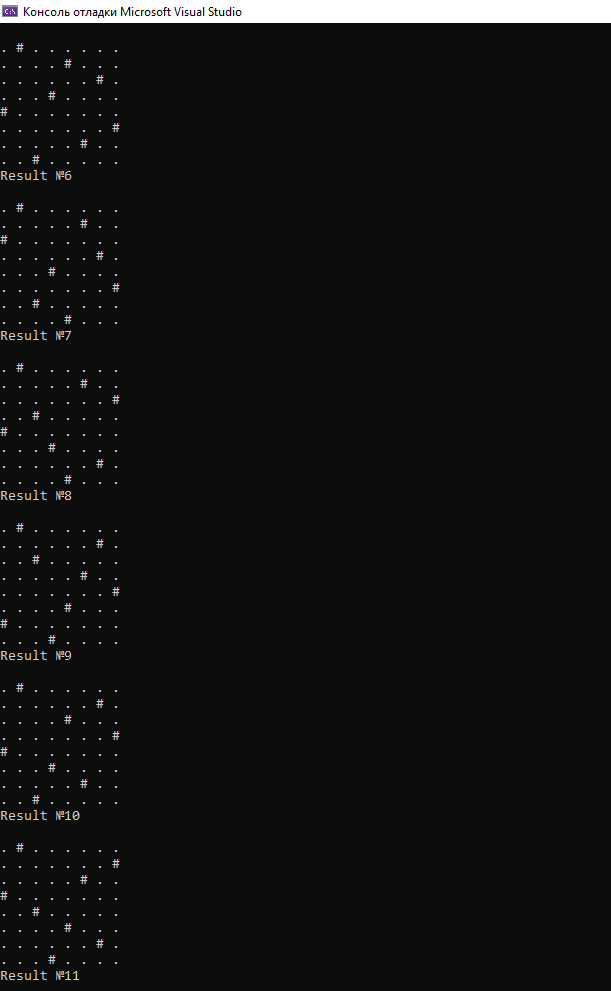 Консоль отладки Microsoft Visual Studio
. # . . . . . .
. . . . # . . .
. . . . . . # .
. . . # . . . .
# . . . . . . .
. . . . . . . #
. . . . . # . .
. . # . . . . .
Result №6
. # . . . . . .
. . . . . # . .
# . . . . . . .
. . . . . . # .
. . . # . . . .
. . . . . . . #
. . # . . . . .
. . . . # . . .
Result №7
. # . . . . . .
. . . . . # . .
. . . . . . . #
. . # . . . . .
# . . . . . . .
. . . # . . . .
. . . . . . # .
. . . . # . . .
Result №8
. # . . . . . .
. . . . . . # .
. . # . . . . .
. . . . . # . .
. . . . . . . #
. . . . # . . .
# . . . . . . .
. . . # . . . .
Result №9
. # . . . . . .
. . . . . . # .
. . . . # . . .
. . . . . . . #
# . . . . . . .
. . . # . . . .
. . . . . # . .
. . # . . . . .
Result №10
. # . . . . . .
. . . . . . . #
. . . . . # . .
# . . . . . . .
. . # . . . . .
. . . . # . . .
. . . . . . # .
. . . # . . . .
Result №11